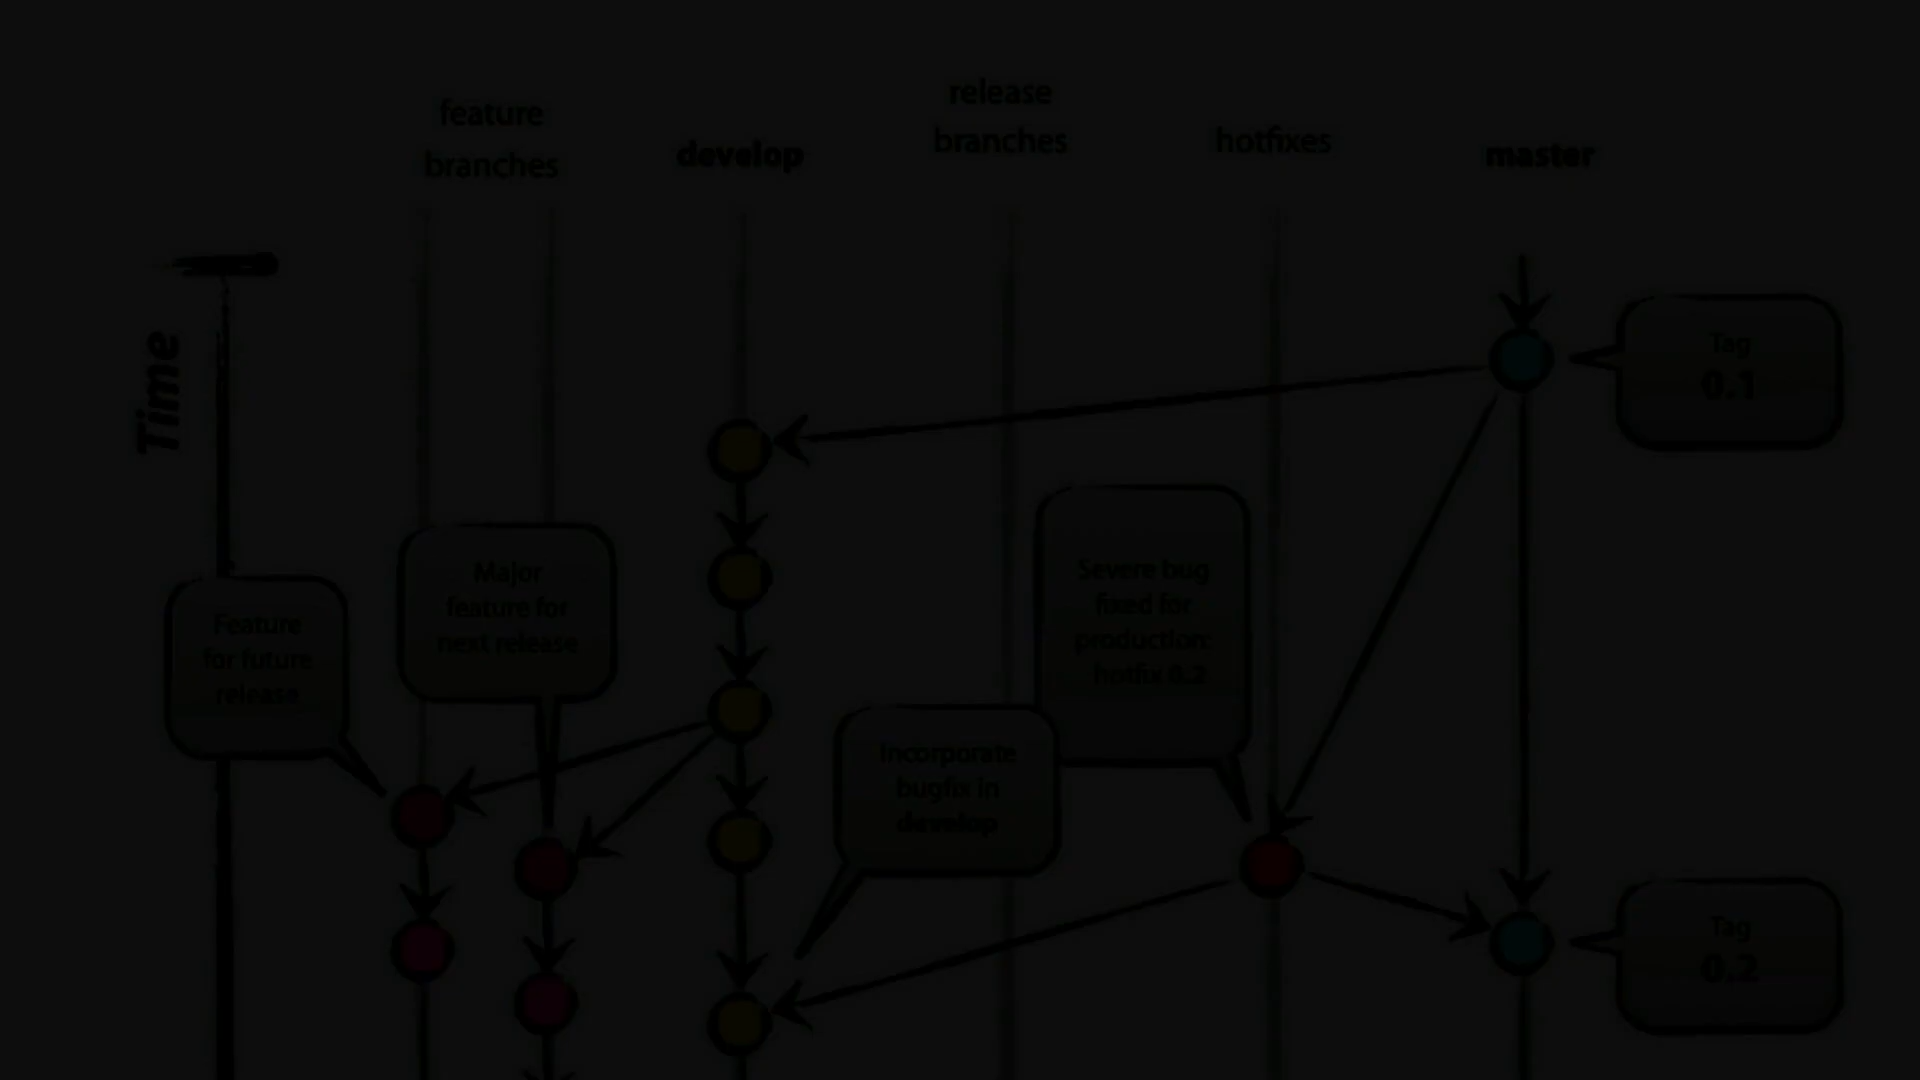 feature
branches
develop
release
branches
hotfixes
master
Time
Tag
0.1
Major
feature for
next release
Severe bug
fixed for
production:
hotfix 0.2
Feature
for future
release
Incorporate
bugfix in
develop
Tag
0.2